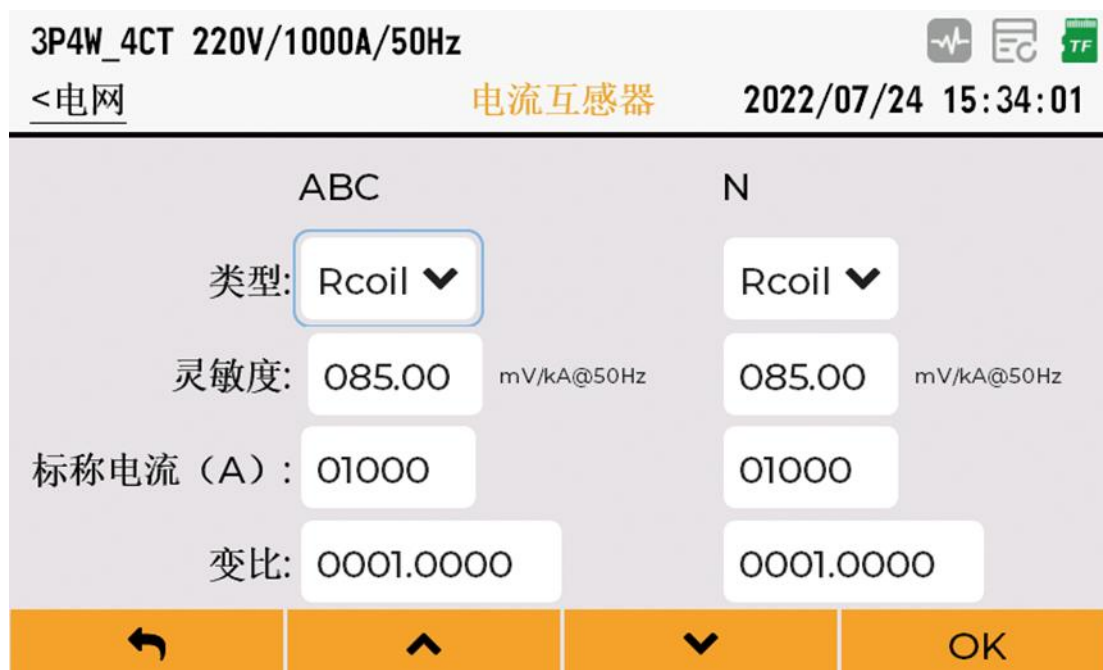 3P4W_4CT 220V/1000A/50Hz
TF
<电网 电流互感器 2022/07/24 15:34:01
ABC N
类型: Rcoil Rcoil
灵敏度: 085.00 mV/kA@50Hz 085.00 mV/kA@50Hz
标称电流（A）: 01000 01000
变比: 0001.0000 0001.0000
OK